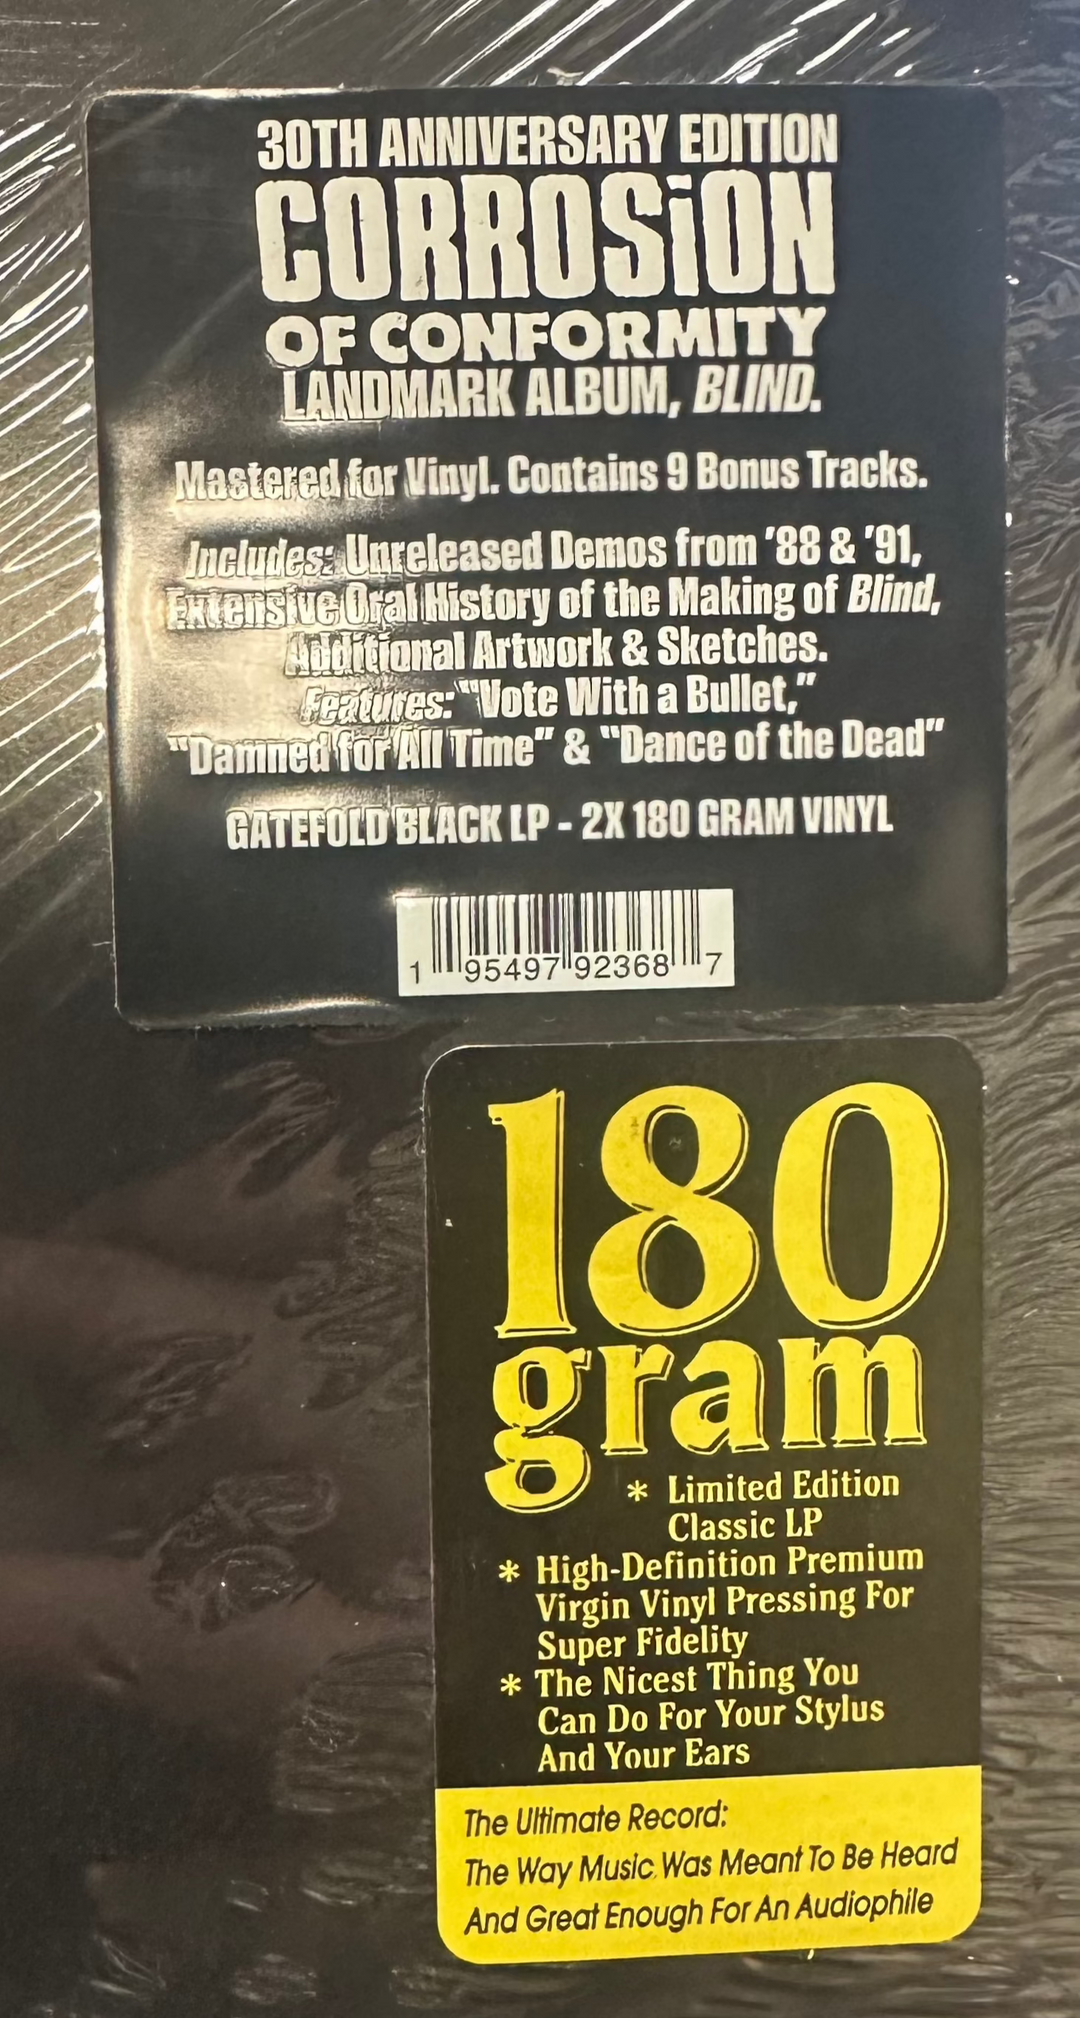 30TH ANNIVERSARY EDITION
CORROSiON
OF CONFORMITY
LANDMARK ALBUM, BLIND.
Mastered for Vinyl. Contains 9 Bonus Tracks.
Includes: Unreleased Demos from '88 & '91,
Extensive Oral History of the Making of Blind,
Additional Artwork & Sketches.
Features: "Vote With a Bullet,"
"Damned for All Time" & "Dance of the Dead"
GATEFOLD BLACK LP - 2X 180 GRAM VINYL
1 95497 92368 7
180
gram
* Limited Edition
Classic LP
* High-Definition Premium
Virgin Vinyl Pressing For
Super Fidelity
* The Nicest Thing You
Can Do For Your Stylus
And Your Ears
The Ultimate Record:
The Way Music Was Meant To Be Heard
And Great Enough For An Audiophile